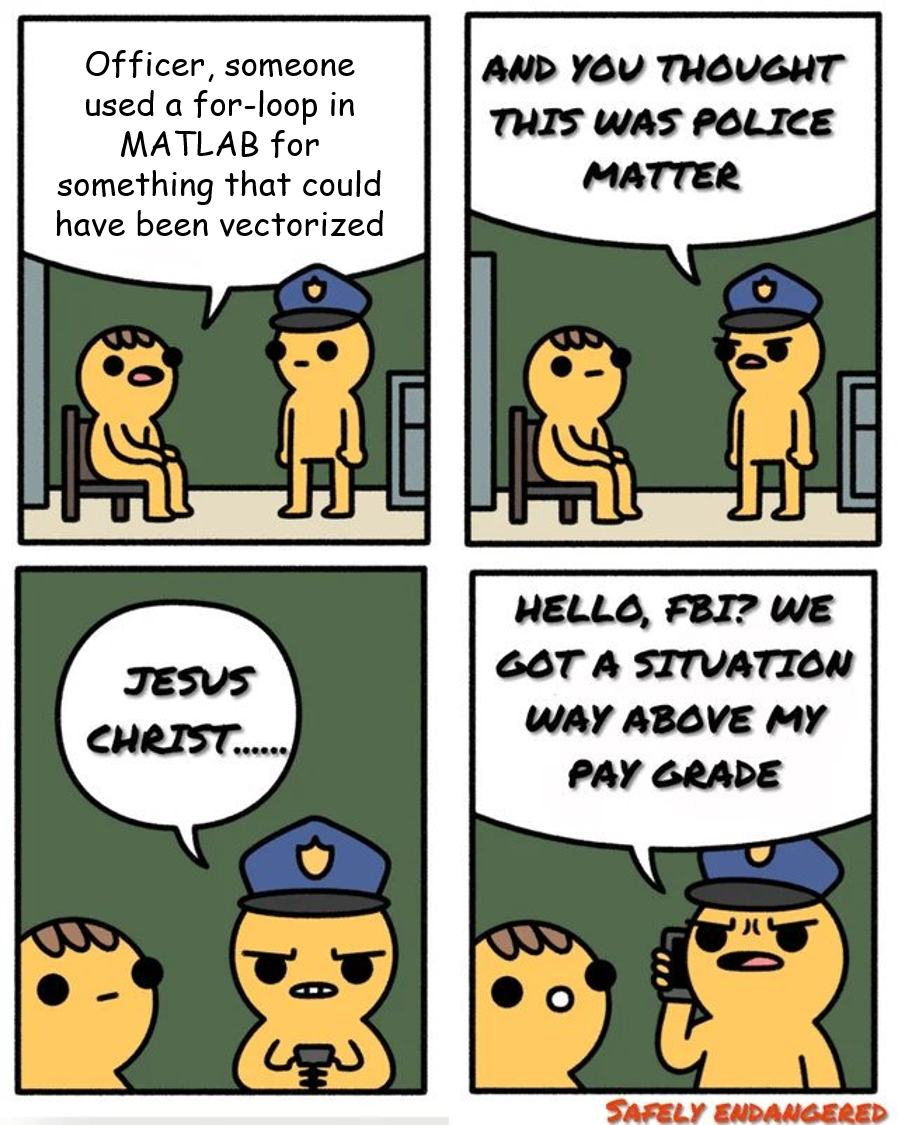 Officer, someone
used a for-loop in
MATLAB for
something that could
have been vectorized
AND YOU THOUGHT
THIS WAS POLICE
MATTER
JESUS
CHRIST......
HELLO, FBI? WE
GOT A SITUATION
WAY ABOVE MY
PAY GRADE
SAFELY ENDANGERED